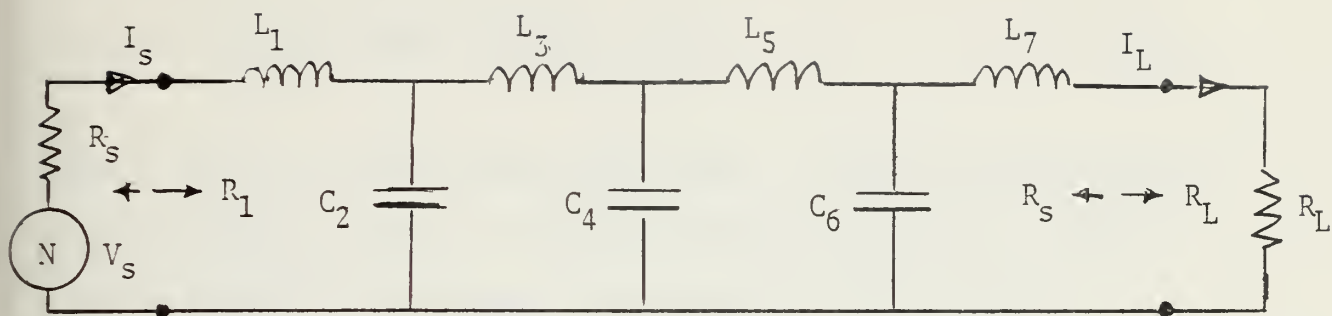 I_s L_1 L_3 L_5 L_7 I_L
R_s R_1 C_2 C_4 C_6 R_s R_L R_L
N V_s